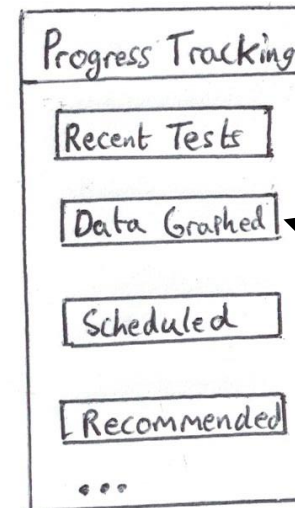 Progress Tracking
Recent Tests
Data Graphed
Scheduled
Recommended
...